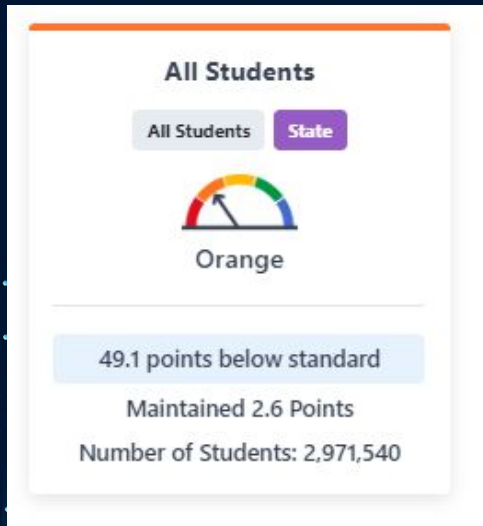 All Students
All Students State
Orange
49.1 points below standard
Maintained 2.6 Points
Number of Students: 2,971,540